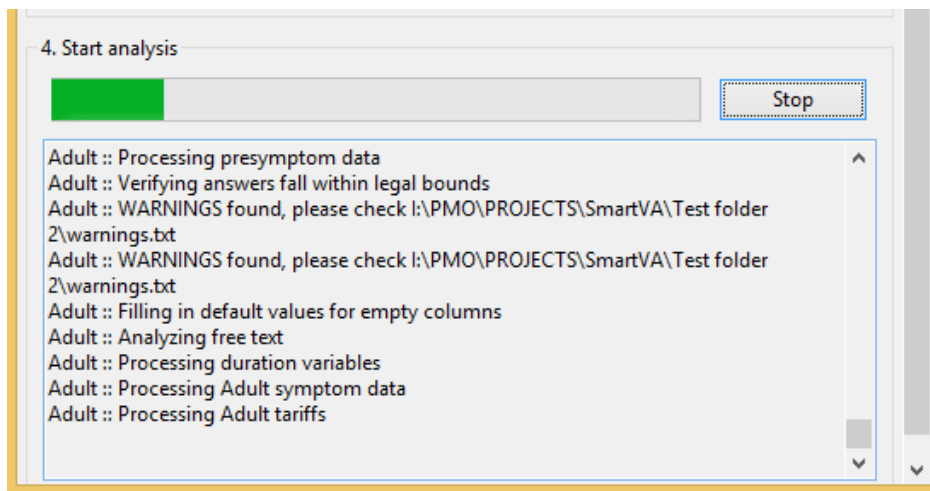 4. Start analysis
Stop
Adult :: Processing presymptom data
Adult :: Verifying answers fall within legal bounds
Adult :: WARNINGS found, please check I:\PMO\PROJECTS\SmartVA\Test folder
2\warnings.txt
Adult :: WARNINGS found, please check I:\PMO\PROJECTS\SmartVA\Test folder
2\warnings.txt
Adult :: Filling in default values for empty columns
Adult :: Analyzing free text
Adult :: Processing duration variables
Adult :: Processing Adult symptom data
Adult :: Processing Adult tariffs